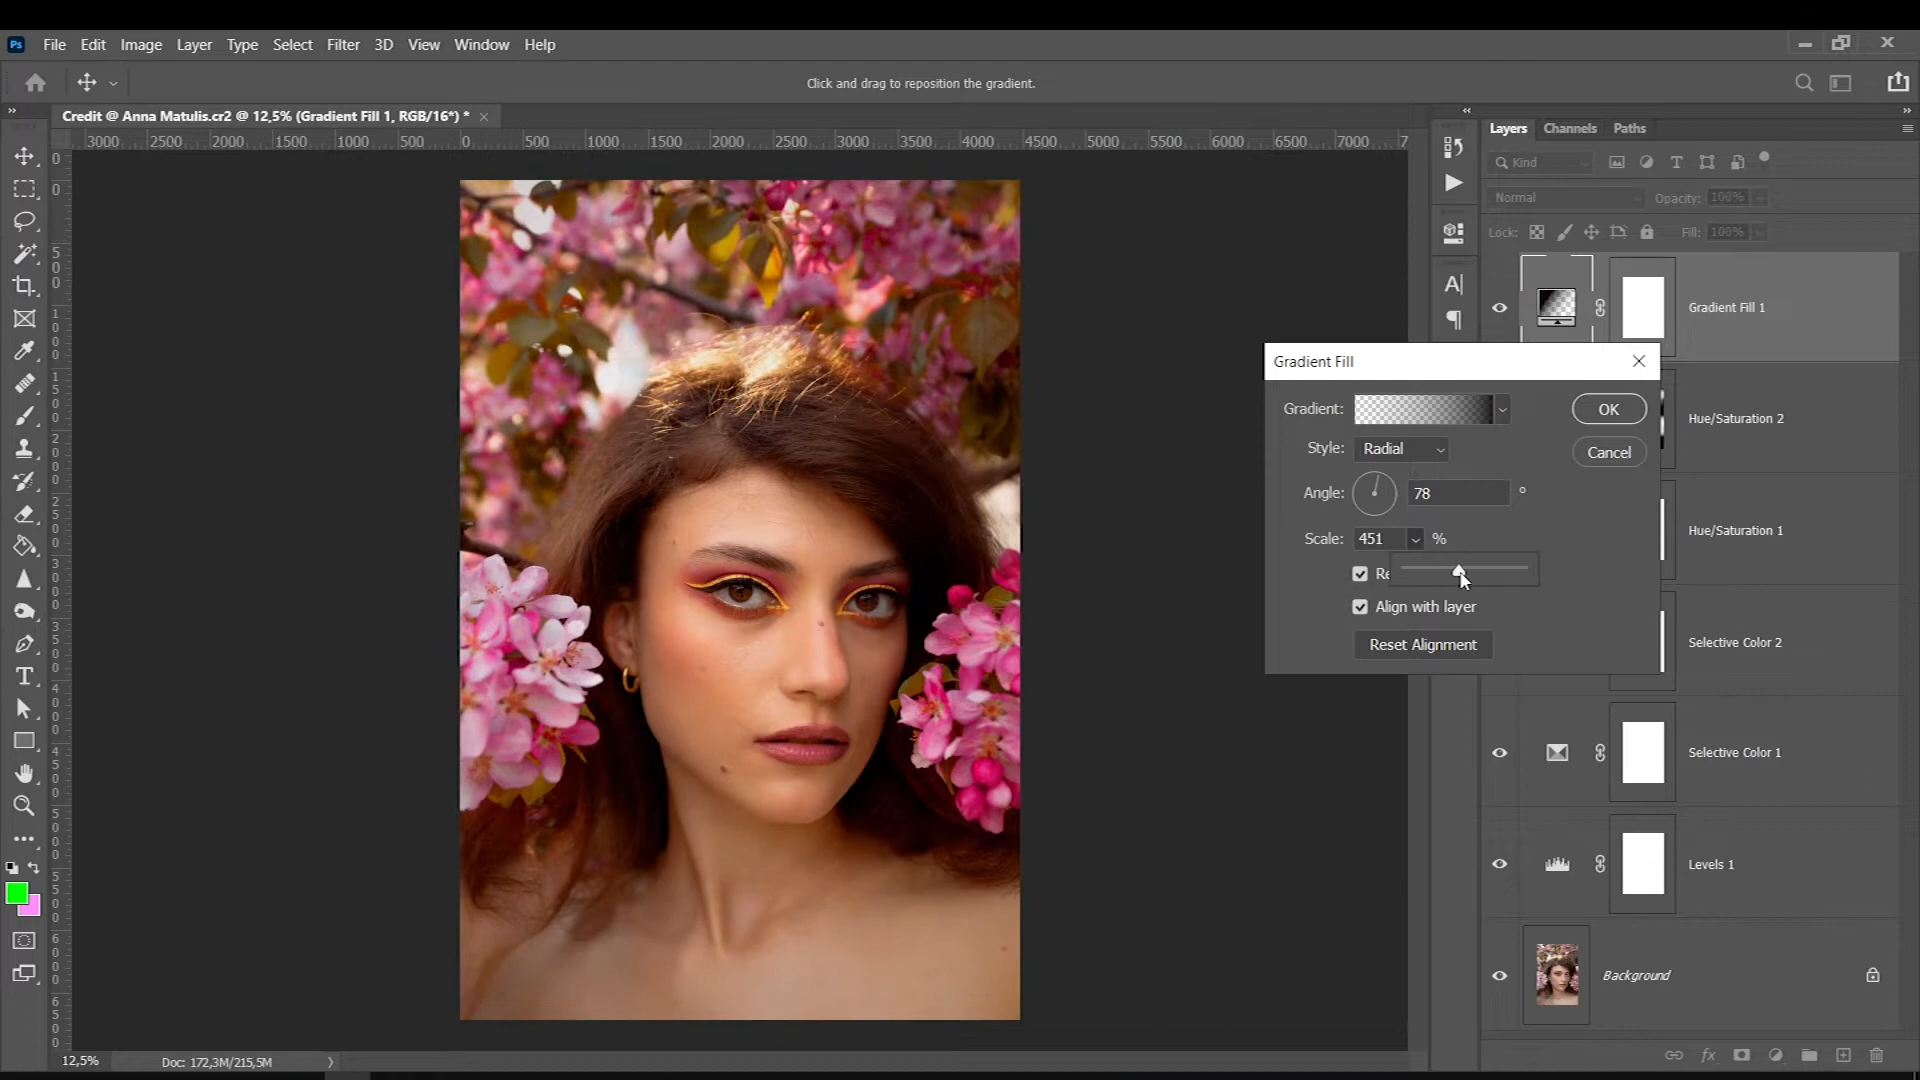 Ps File Edit Image Layer Type Select Filter 3D View Window Help
Click and drag to reposition the gradient.
Credit @ Anna Matulis.cr2 @ 12,5% (Gradient Fill 1, RGB/16*) *
3000 2500 2000 1500 1000 500 0 500 1000 1500 2000 2500 3000 3500 4000 4500 5000 5500 6000 6500 7000 7
Layers Channels Paths
Kind
Normal Opacity: 100%
Lock: Fill: 100%
Gradient Fill 1
Gradient Fill
Gradient: OK
Style: Radial Cancel
Angle: 78 °
Scale: 451 %
Re
Align with layer
Reset Alignment
Hue/Saturation 2
Hue/Saturation 1
Selective Color 2
Selective Color 1
Levels 1
Background
12,5% Doc: 172,3M/215,5M